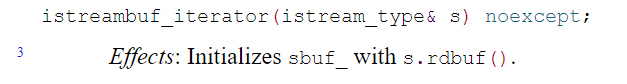 istreambuf_iterator(istream_type& s) noexcept;
3 Effects: Initializes sbuf_ with s.rdbuf().